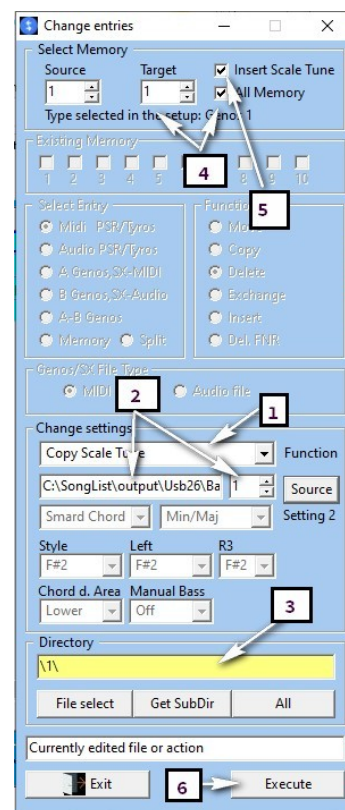 Change entries
Select Memory
Source Target Insert Scale Tune
1 1 All Memory
Type selected in the setup: Genos 1
Existing Memory
4
1 2 3 4 5 8 9 10
5
Select Entry Function
Midi PSR/Tyros
Audio PSR/Tyros Copy
A Genos,SX-MIDI Delete
B Genos,SX-Audio Exchange
A-B Genos Insert
Memory Split Del. FNR
Genos/SX File Type
MIDI Audio file
2
1
Change settings
Copy Scale Tune Function
C:\SongList\output\Usb26\Ba 1 Source
Smard Chord Min/Maj Setting 2
Style Left R3
F#2 F#2 F#2
Chord d. Area Manual Bass
Lower Off
3
Directory
\1\
File select Get SubDir All
Currently edited file or action
Exit 6 Execute